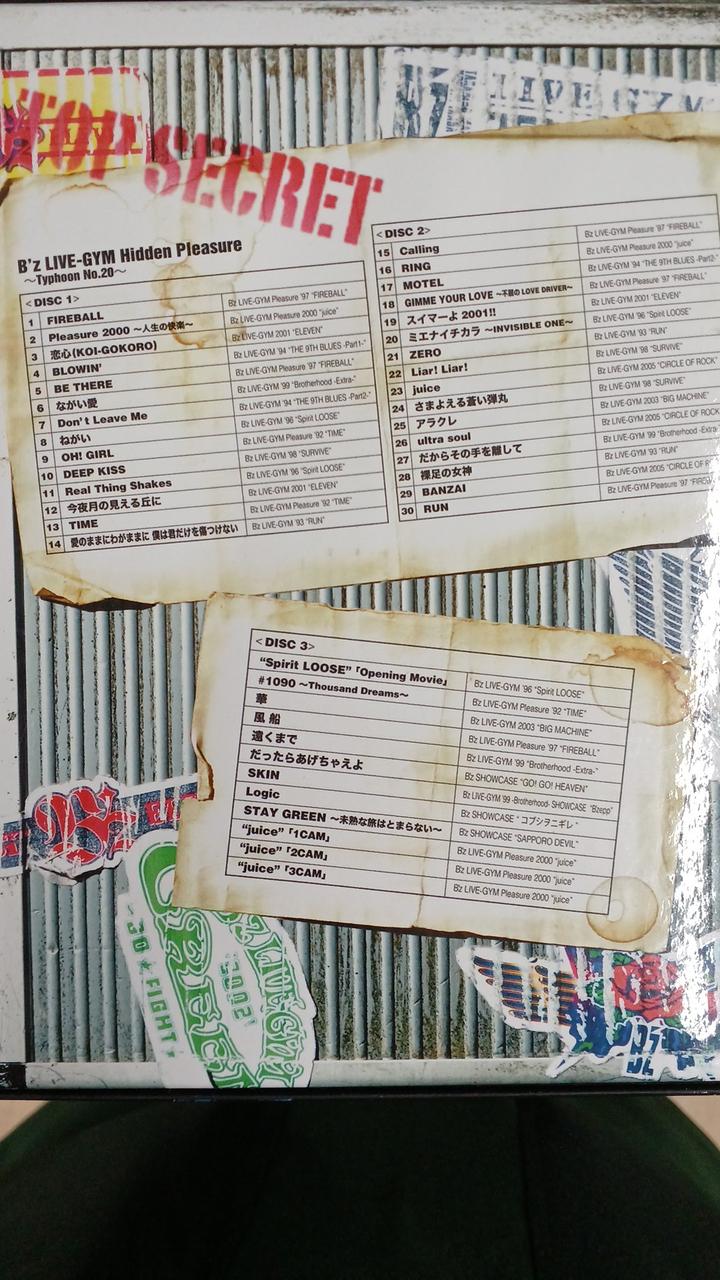 TOP SECRET
LIVE-GYM
B'z LIVE-GYM Hidden Pleasure
～Typhoon No.20～
<DISC 1>
1 FIREBALL B'z LIVE-GYM Pleasure '97 "FIREBALL"
2 Pleasure 2000 ～人生の快楽～ B'z LIVE-GYM Pleasure 2000 "juice"
3 恋心(KOI-GOKORO) B'z LIVE-GYM 2001 "ELEVEN"
4 BLOWIN' B'z LIVE-GYM '94 "THE 9TH BLUES -Part1-"
5 BE THERE B'z LIVE-GYM Pleasure '97 "FIREBALL"
6 ながい愛 B'z LIVE-GYM '99 "Brotherhood -Extra-"
7 Don't Leave Me B'z LIVE-GYM '94 "THE 9TH BLUES -Part2-"
8 ねがい B'z LIVE-GYM '96 "Spirit LOOSE"
9 OH! GIRL B'z LIVE-GYM Pleasure '92 "TIME"
10 DEEP KISS B'z LIVE-GYM '98 "SURVIVE"
11 Real Thing Shakes B'z LIVE-GYM '96 "Spirit LOOSE"
12 今夜月の見える丘に B'z LIVE-GYM 2001 "ELEVEN"
13 TIME B'z LIVE-GYM Pleasure '92 "TIME"
14 愛のままにわがままに 僕は君だけを傷つけない B'z LIVE-GYM '93 "RUN"
<DISC 2>
15 Calling B'z LIVE-GYM Pleasure '97 "FIREBALL"
16 RING B'z LIVE-GYM Pleasure 2000 "juice"
17 MOTEL B'z LIVE-GYM '94 "THE 9TH BLUES -Part2-"
18 GIMME YOUR LOVE ～不屈の LOVE DRIVER～ B'z LIVE-GYM Pleasure '97 "FIREBALL"
19 スイマーよ 2001!! B'z LIVE-GYM 2001 "ELEVEN"
20 ミエナイチカラ ～INVISIBLE ONE～ B'z LIVE-GYM '96 "Spirit LOOSE"
21 ZERO B'z LIVE-GYM '93 "RUN"
22 Liar! Liar! B'z LIVE-GYM '98 "SURVIVE"
23 juice B'z LIVE-GYM 2005 "CIRCLE OF ROCK"
24 さまよえる蒼い弾丸 B'z LIVE-GYM '98 "SURVIVE"
25 アラクレ B'z LIVE-GYM 2003 "BIG MACHINE"
26 ultra soul B'z LIVE-GYM 2005 "CIRCLE OF ROCK
27 だからその手を離して B'z LIVE-GYM '99 "Brotherhood -Extra-
28 裸足の女神 B'z LIVE-GYM '93 "RUN"
29 BANZAI B'z LIVE-GYM 2005 "CIRCLE OF R
30 RUN B'z LIVE-GYM Pleasure '97
<DISC 3>
"Spirit LOOSE"「Opening Movie」 B'z LIVE-GYM '96 "Spirit LOOSE"
#1090 ～Thousand Dreams～ B'z LIVE-GYM Pleasure '92 "TIME"
華 B'z LIVE-GYM 2003 "BIG MACHINE"
風 船 B'z LIVE-GYM Pleasure '97 "FIREBALL"
遠くまで B'z LIVE-GYM '99 "Brotherhood -Extra-"
だったらあげちゃえよ B'z SHOWCASE "GO! GO! HEAVEN"
SKIN B'z LIVE-GYM '99 -Brotherhood- SHOWCASE "Bzepp"
Logic B'z SHOWCASE "コブシヲニギレ"
STAY GREEN ～未熟な旅はとまらない～ B'z SHOWCASE "SAPPORO DEVIL"
"juice"「1CAM」 B'z LIVE-GYM Pleasure 2000 "juice"
"juice"「2CAM」 B'z LIVE-GYM Pleasure 2000 "juice"
"juice"「3CAM」 B'z LIVE-GYM Pleasure 2000 "juice"
GREEN
LIVE-GYM
2002
FIGHT